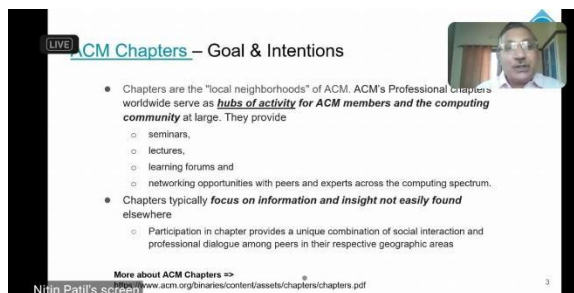 LIVE
ACM Chapters – Goal & Intentions
● Chapters are the "local neighborhoods" of ACM. ACM's Professional chapters
worldwide serve as hubs of activity for ACM members and the computing
community at large. They provide
○ seminars,
○ lectures,
○ learning forums and
○ networking opportunities with peers and experts across the computing spectrum.
● Chapters typically focus on information and insight not easily found
elsewhere
○ Participation in chapter provides a unique combination of social interaction and
professional dialogue among peers in their respective geographic areas
More about ACM Chapters =>
https://www.acm.org/binaries/content/assets/chapters/chapters.pdf
3
Nitin Patil's screen